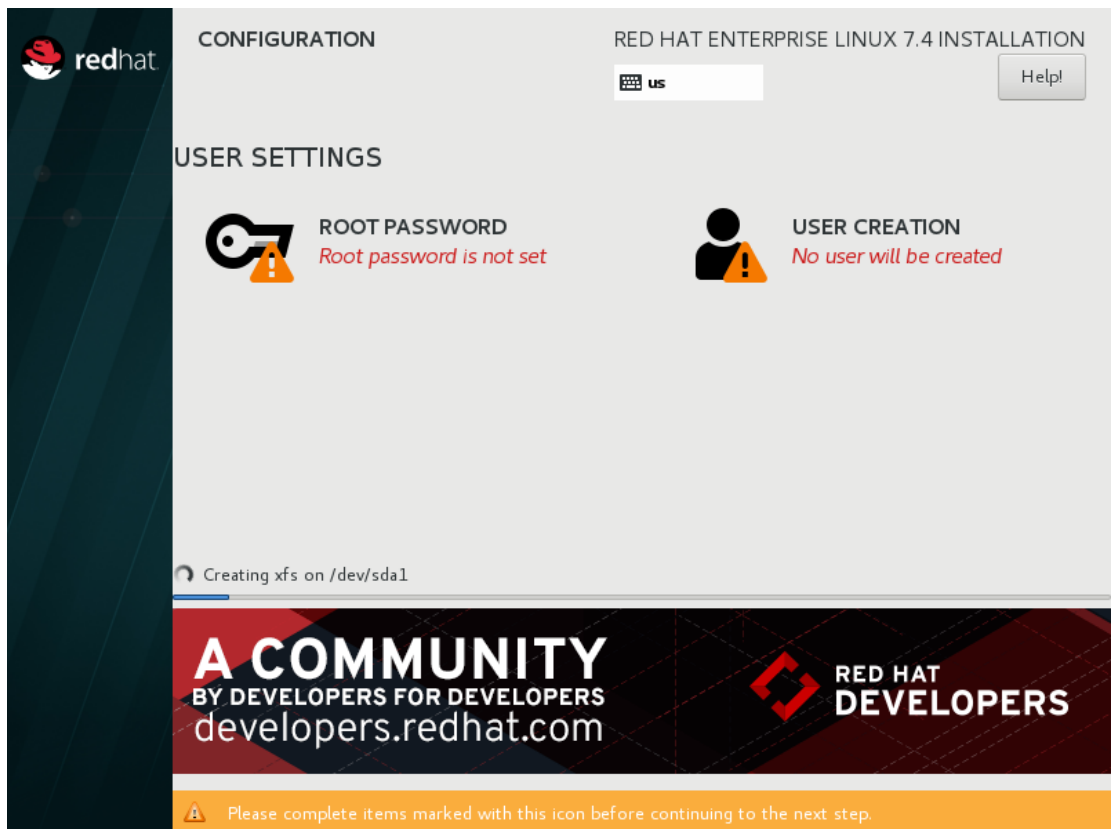 redhat.
CONFIGURATION
RED HAT ENTERPRISE LINUX 7.4 INSTALLATION
us
Help!
USER SETTINGS
ROOT PASSWORD
Root password is not set
USER CREATION
No user will be created
Creating xfs on /dev/sda1
A COMMUNITY
BY DEVELOPERS FOR DEVELOPERS
developers.redhat.com
RED HAT
DEVELOPERS
Please complete items marked with this icon before continuing to the next step.